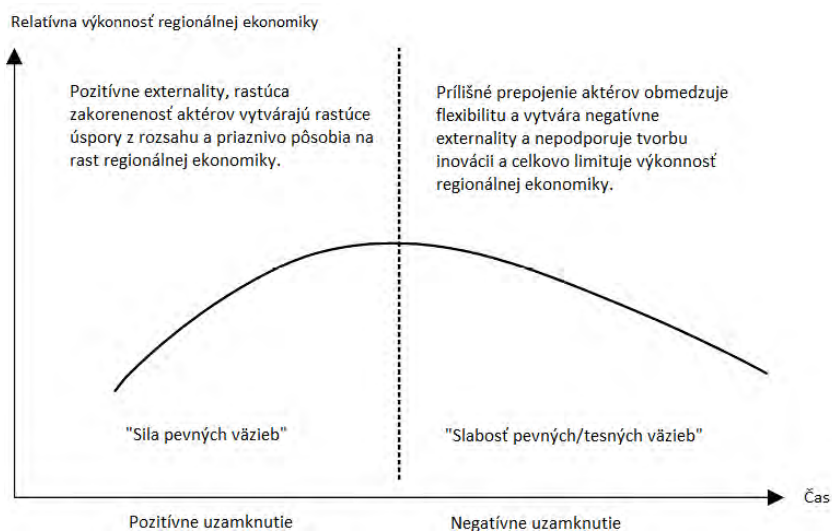 Relatívna výkonnosť regionálnej ekonomiky
Pozitívne externality, rastúca
zakorenenosť aktérov vytvárajú rastúce
úspory z rozsahu a priaznivo pôsobia na
rast regionálnej ekonomiky.
Prílišné prepojenie aktérov obmedzuje
flexibilitu a vytvára negatívne
externality a nepodporuje tvorbu
inovácii a celkovo limituje výkonnosť
regionálnej ekonomiky.
"Sila pevných väzieb"
"Slabosť pevných/tesných väzieb"
Čas
Pozitívne uzamknutie
Negatívne uzamknutie